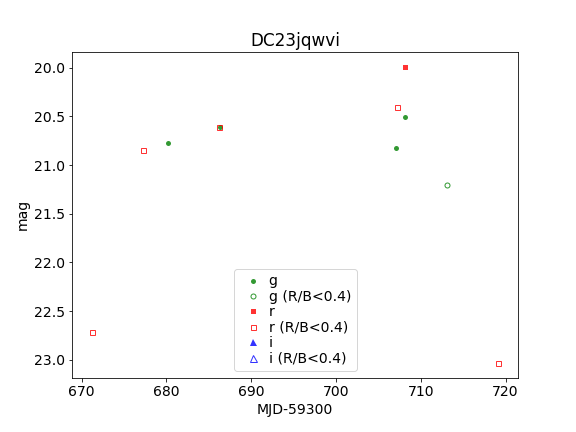 DC23jqwvi
20.0
20.5
21.0
21.5
22.0
22.5
23.0
mag
g
g (R/B<0.4)
r
r (R/B<0.4)
i
i (R/B<0.4)
670 680 690 700 710 720
MJD-59300